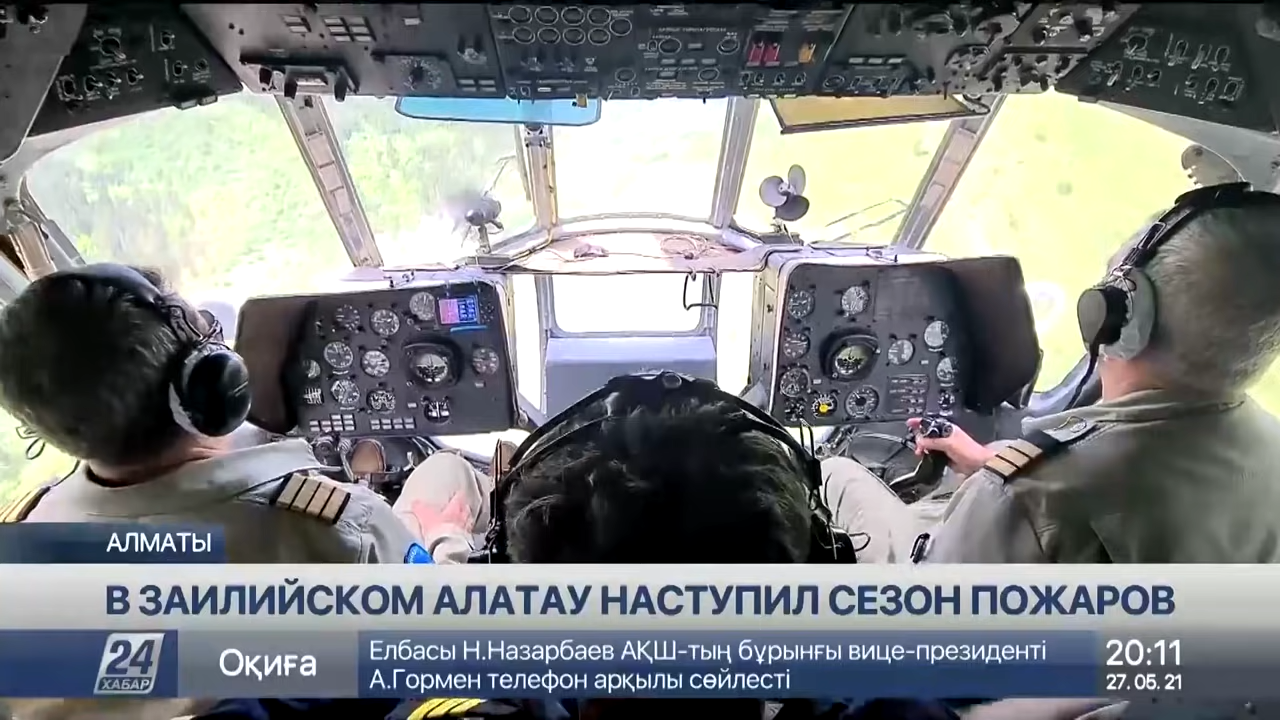 АЛМАТЫ
В ЗАИЛИЙСКОМ АЛАТАУ НАСТУПИЛ СЕЗОН ПОЖАРОВ
24
ХАБАР
Оқиға
Елбасы Н.Назарбаев АҚШ-тың бұрынғы вице-президенті
А.Гормен телефон арқылы сөйлесті
20:11
27.05.21